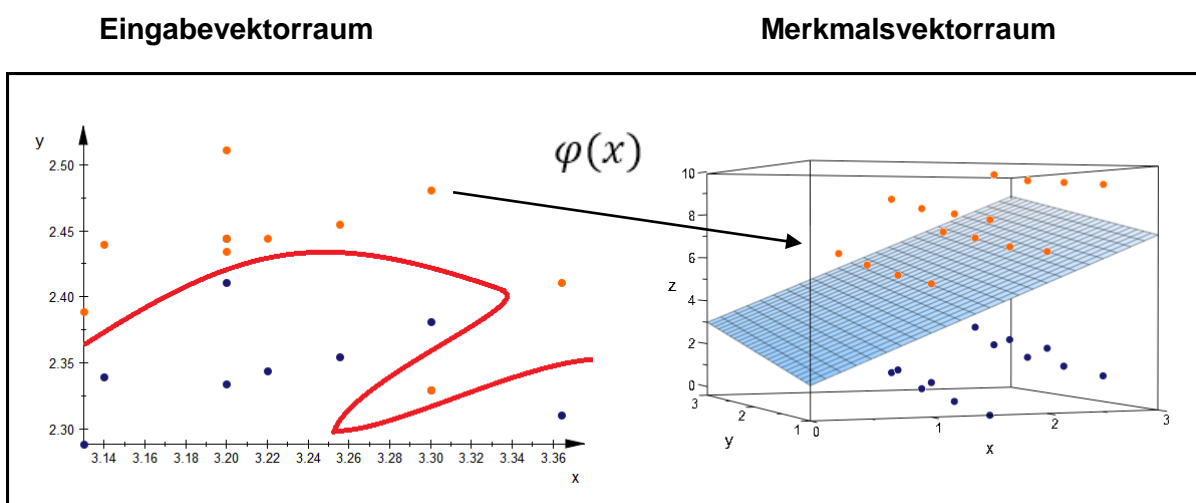 Eingabevektorraum
Merkmalsvektorraum
y
2.50
2.45
2.40
2.35
2.30
3.14 3.16 3.18 3.20 3.22 3.24 3.26 3.28 3.30 3.32 3.34 3.36
x
φ(x)
10
8
6
z
4
2
0
3
2
1
y
0
1
2
3
x